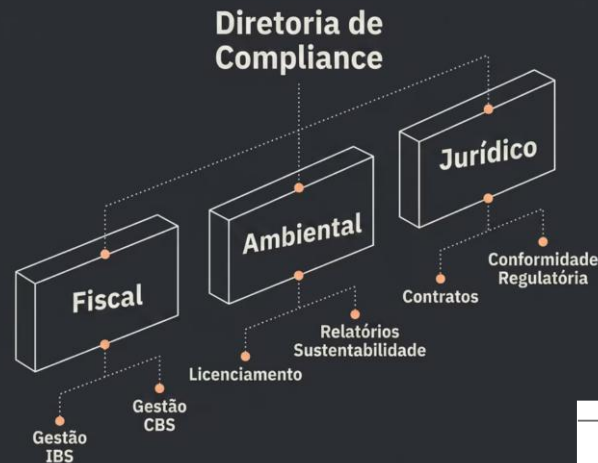 Diretoria de
Compliance
Fiscal
Ambiental
Jurídico
Gestão
IBS
Gestão
CBS
Licenciamento
Relatórios
Sustentabilidade
Contratos
Conformidade
Regulatória